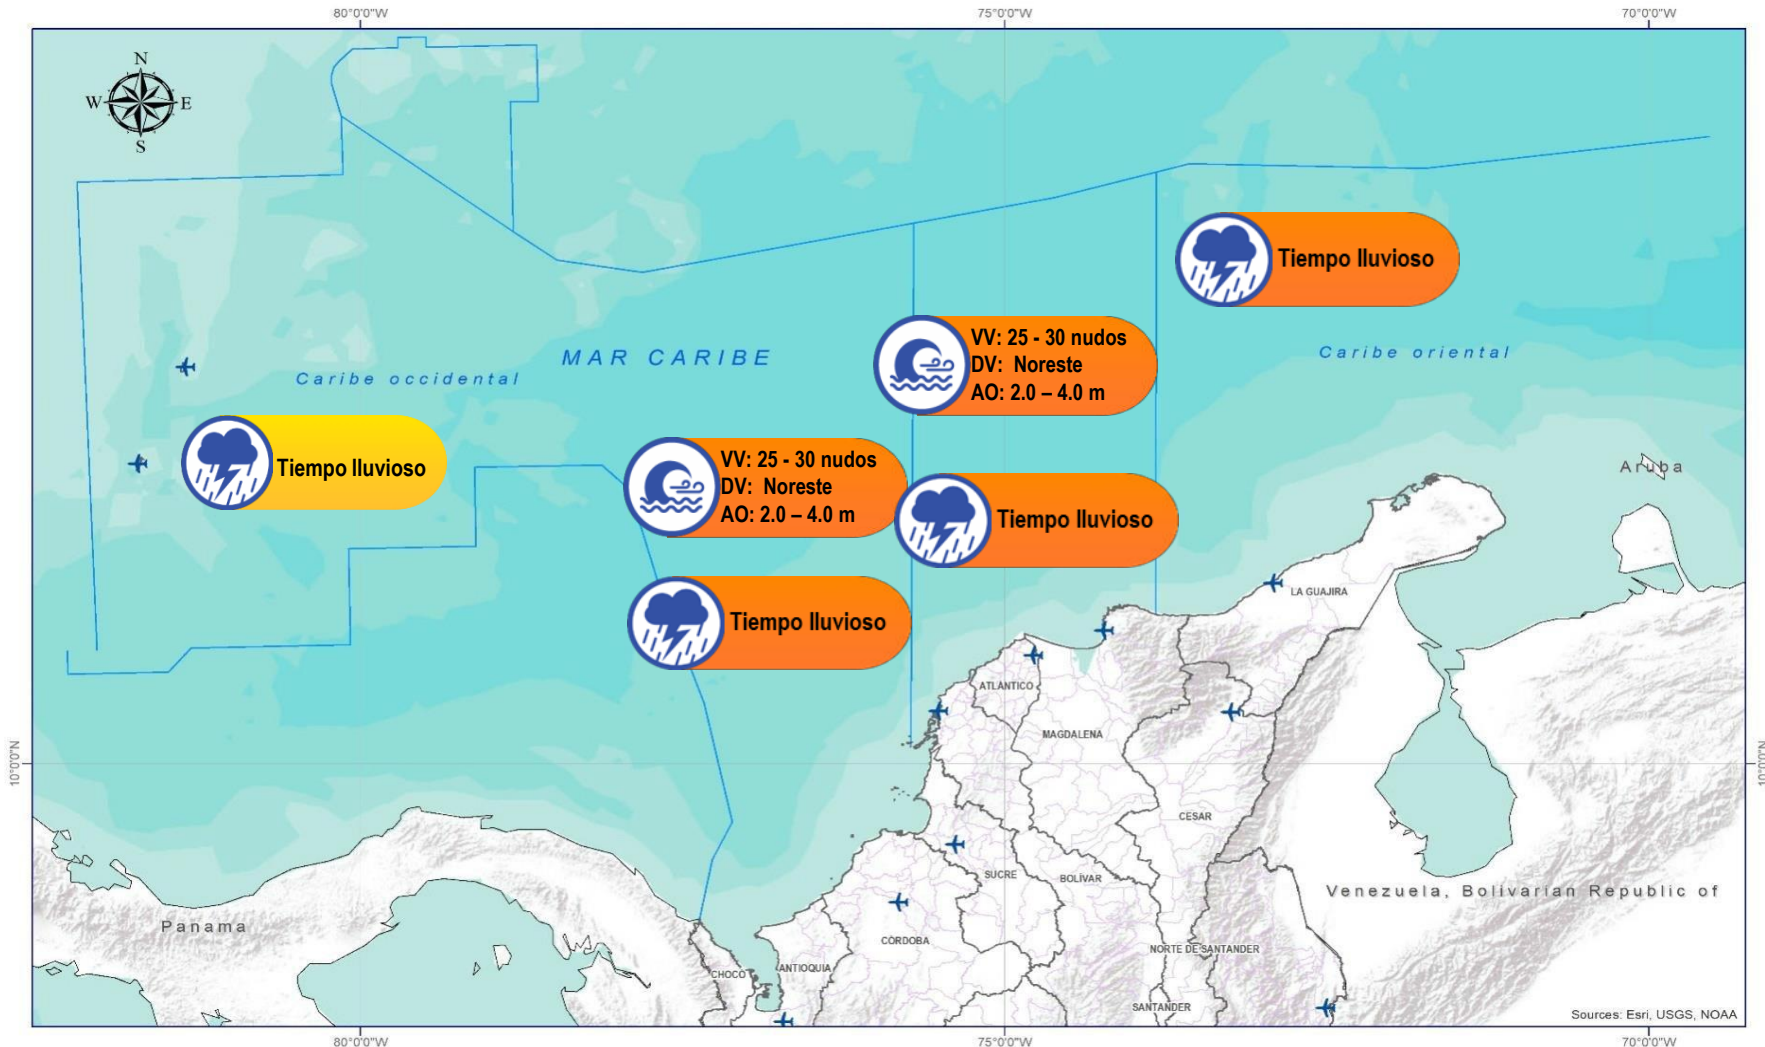 80°0'0"W
75°0'0"W
70°0'0"W
N
W
E
S
Tiempo lluvioso
VV: 25 - 30 nudos
DV: Noreste
AO: 2.0 – 4.0 m
MAR CARIBE
Caribe occidental
Caribe oriental
Tiempo lluvioso
VV: 25 - 30 nudos
DV: Noreste
AO: 2.0 – 4.0 m
Aruba
Tiempo lluvioso
Tiempo lluvioso
LA GUAJIRA
ATLANTICO
MAGDALENA
10°0'0"N
10°0'0"N
CESAR
SUCRE
BOLÍVAR
Venezuela, Bolivarian Republic of
Panama
CÓRDOBA
NORTE DE SANTANDER
CHOCO
ANTIOQUIA
SANTANDER
Sources: Esri, USGS, NOAA
80°0'0"W
75°0'0"W
70°0'0"W